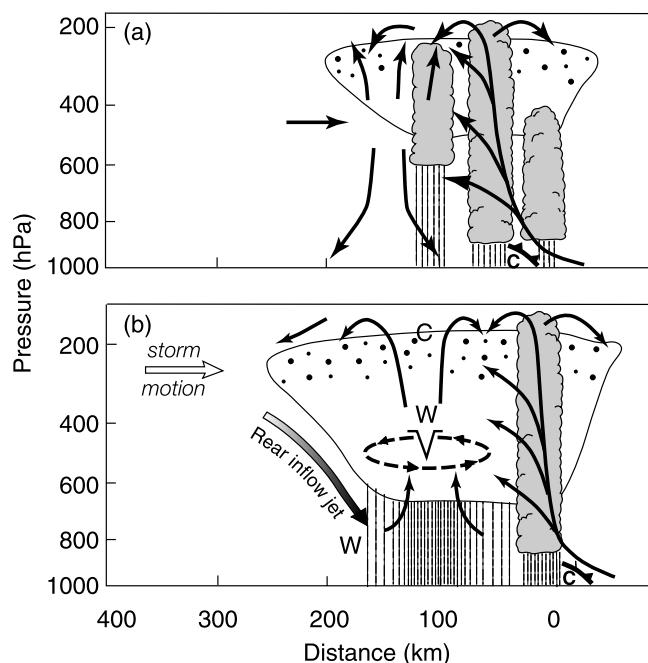 (a)
200
400
600
800
1000
C
Pressure (hPa)
(b)
C
200
storm
motion
W
400
Rear inflow jet
V
600
W
800
C
1000
400
300
200
100
0
Distance (km)